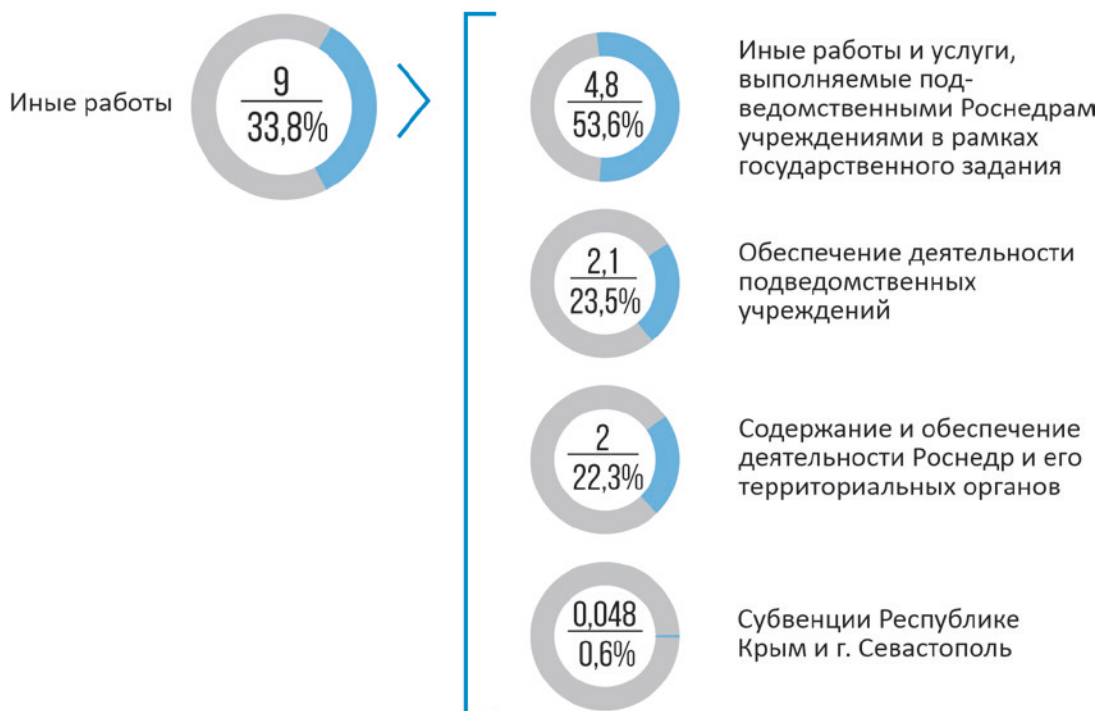 Иные работы
9
33,8%
4,8
53,6%
Иные работы и услуги,
выполняемые под-
ведомственными Роснедрам
учреждениями в рамках
государственного задания
2,1
23,5%
Обеспечение деятельности
подведомственных
учреждений
2
22,3%
Содержание и обеспечение
деятельности Роснедр и его
территориальных органов
0,048
0,6%
Субвенции Республике
Крым и г. Севастополь